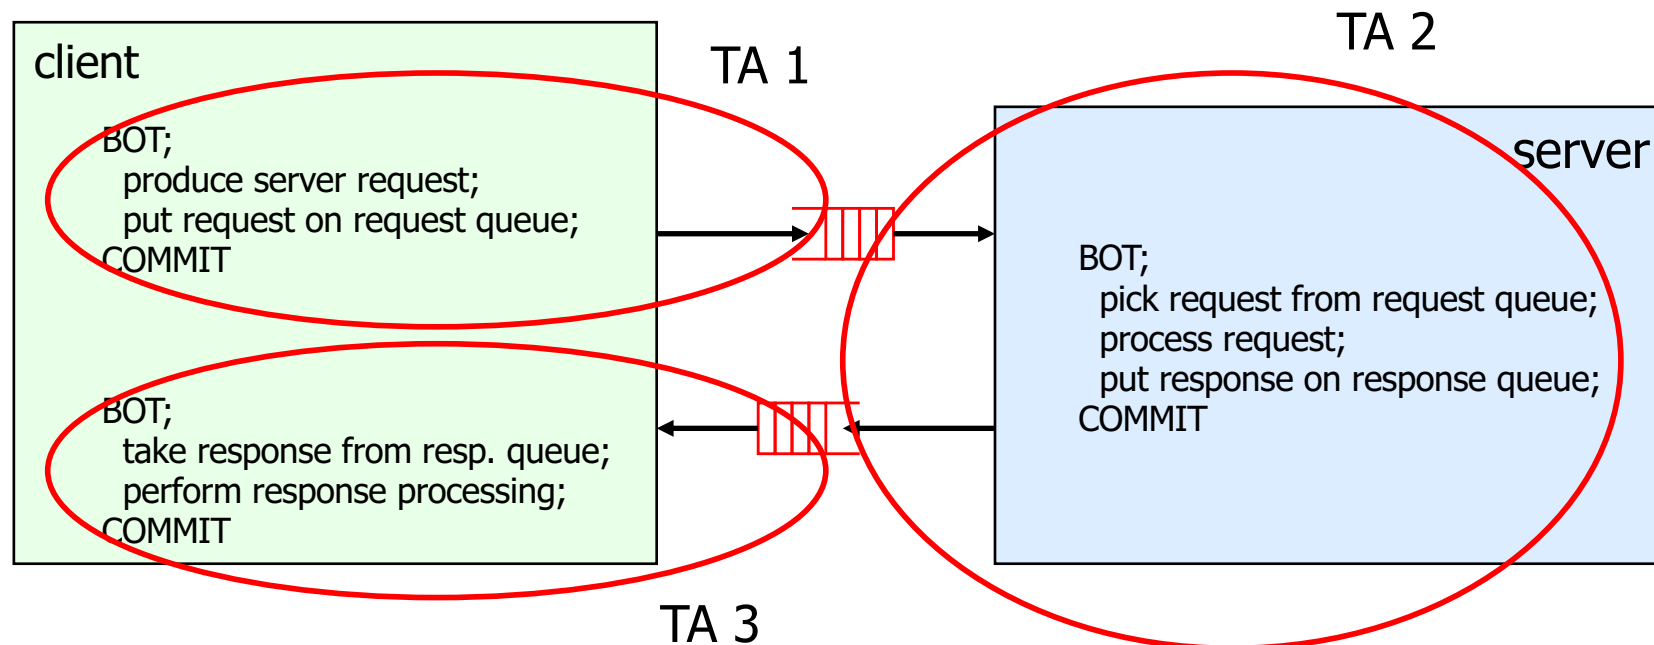 client
TA 1
TA 2
BOT;
produce server request;
put request on request queue;
COMMIT
server
BOT;
pick request from request queue;
process request;
put response on response queue;
COMMIT
BOT;
take response from resp. queue;
perform response processing;
COMMIT
TA 3